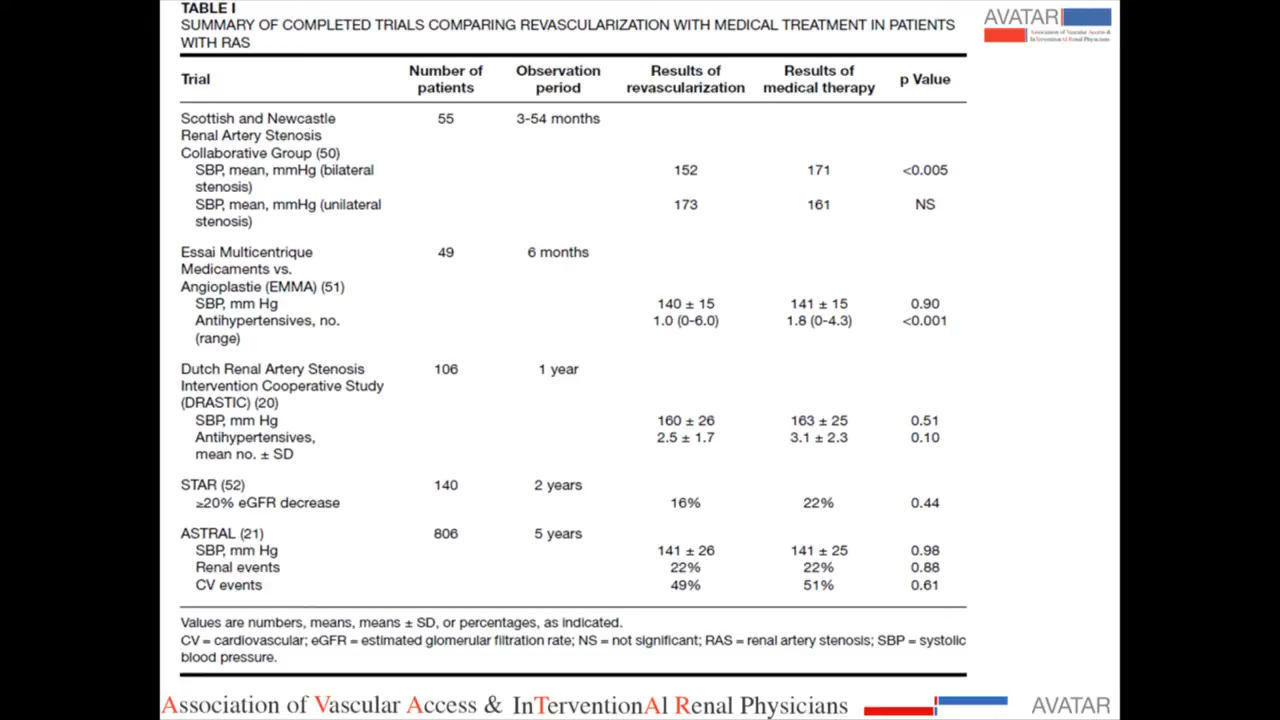 TABLE I
SUMMARY OF COMPLETED TRIALS COMPARING REVASCULARIZATION WITH MEDICAL TREATMENT IN PATIENTS
WITH RAS
AVATAR
Association of Vascular Access &
InTerventionAl Renal Physicians
Trial Number of patients Observation period Results of revascularization Results of medical therapy p Value
Scottish and Newcastle 55 3-54 months
Renal Artery Stenosis
Collaborative Group (50)
SBP, mean, mmHg (bilateral 152 171 <0.005
stenosis)
SBP, mean, mmHg (unilateral 173 161 NS
stenosis)
Essai Multicentrique 49 6 months
Medicaments vs.
Angioplastie (EMMA) (51)
SBP, mm Hg 140 ± 15 141 ± 15 0.90
Antihypertensives, no. 1.0 (0-6.0) 1.8 (0-4.3) <0.001
(range)
Dutch Renal Artery Stenosis 106 1 year
Intervention Cooperative Study
(DRASTIC) (20)
SBP, mm Hg 160 ± 26 163 ± 25 0.51
Antihypertensives, 2.5 ± 1.7 3.1 ± 2.3 0.10
mean no. ± SD
STAR (52) 140 2 years
≥20% eGFR decrease 16% 22% 0.44
ASTRAL (21) 806 5 years
SBP, mm Hg 141 ± 26 141 ± 25 0.98
Renal events 22% 22% 0.88
CV events 49% 51% 0.61
Values are numbers, means, means ± SD, or percentages, as indicated.
CV = cardiovascular; eGFR = estimated glomerular filtration rate; NS = not significant; RAS = renal artery stenosis; SBP = systolic
blood pressure.
Association of Vascular Access & InTerventionAl Renal Physicians AVATAR